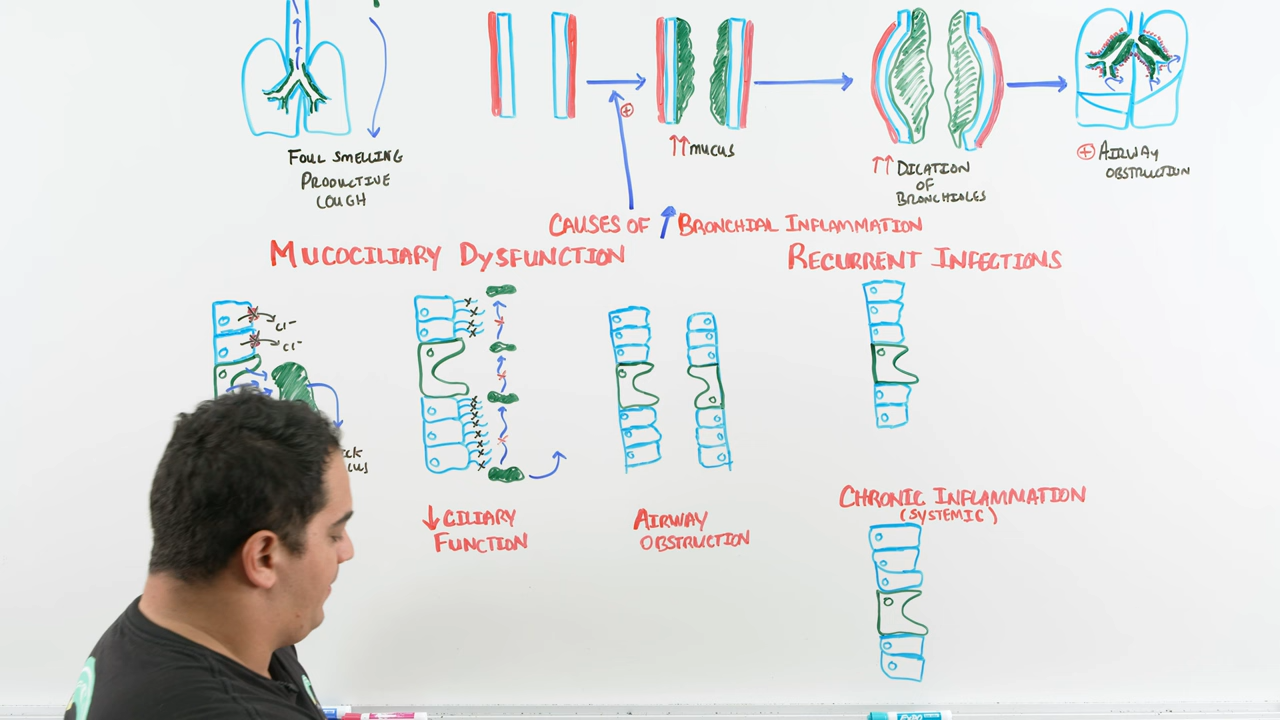 FOUL SMELLING
PRODUCTIVE
COUGH
↑↑MUCUS
↑↑DILATION
OF
BRONCHIOLES
⊕ AIRWAY
OBSTRUCTION
⊕
CAUSES OF ↑ BRONCHIAL INFLAMMATION
MUCOCILIARY DYSFUNCTION
RECURRENT INFECTIONS
Cl-
Cl-
↓ CILIARY
FUNCTION
AIRWAY
OBSTRUCTION
CHRONIC INFLAMMATION
(SYSTEMIC)
EXPO